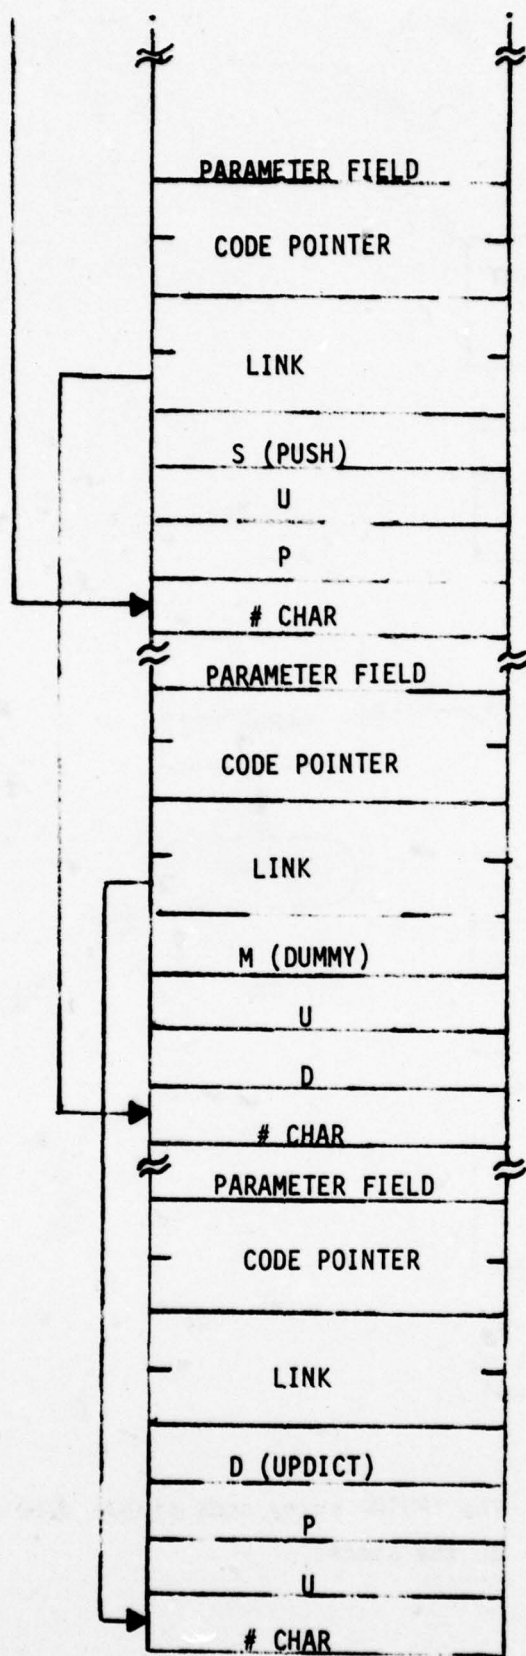 PARAMETER FIELD
CODE POINTER
LINK
S (PUSH)
U
P
# CHAR
PARAMETER FIELD
CODE POINTER
LINK
M (DUMMY)
U
D
# CHAR
PARAMETER FIELD
CODE POINTER
LINK
D (UPDICT)
P
U
# CHAR